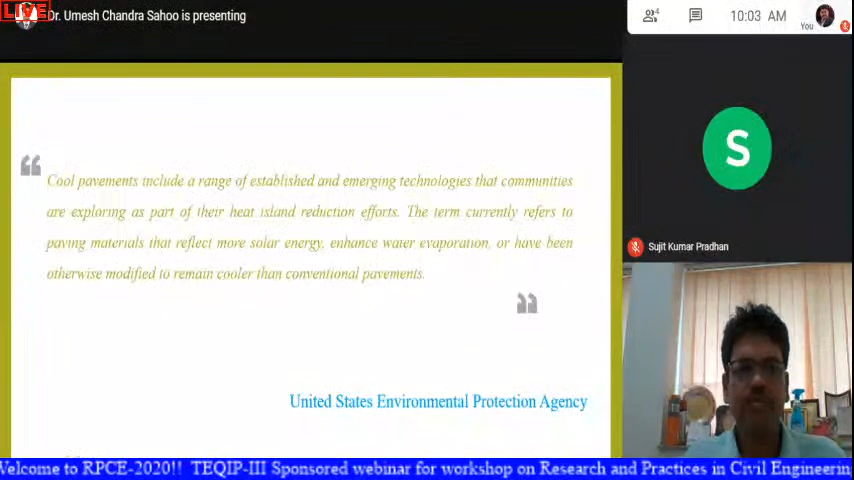 LIVE
Dr. Umesh Chandra Sahoo is presenting
4
10:03 AM
You
“
Cool pavements include a range of established and emerging technologies that communities
are exploring as part of their heat island reduction efforts. The term currently refers to
paving materials that reflect more solar energy, enhance water evaporation, or have been
otherwise modified to remain cooler than conventional pavements.
”
United States Environmental Protection Agency
S
Sujit Kumar Pradhan
Welcome to RPCE-2020!! TEQIP-III Sponsored webinar for workshop on Research and Practices in Civil Engineerin